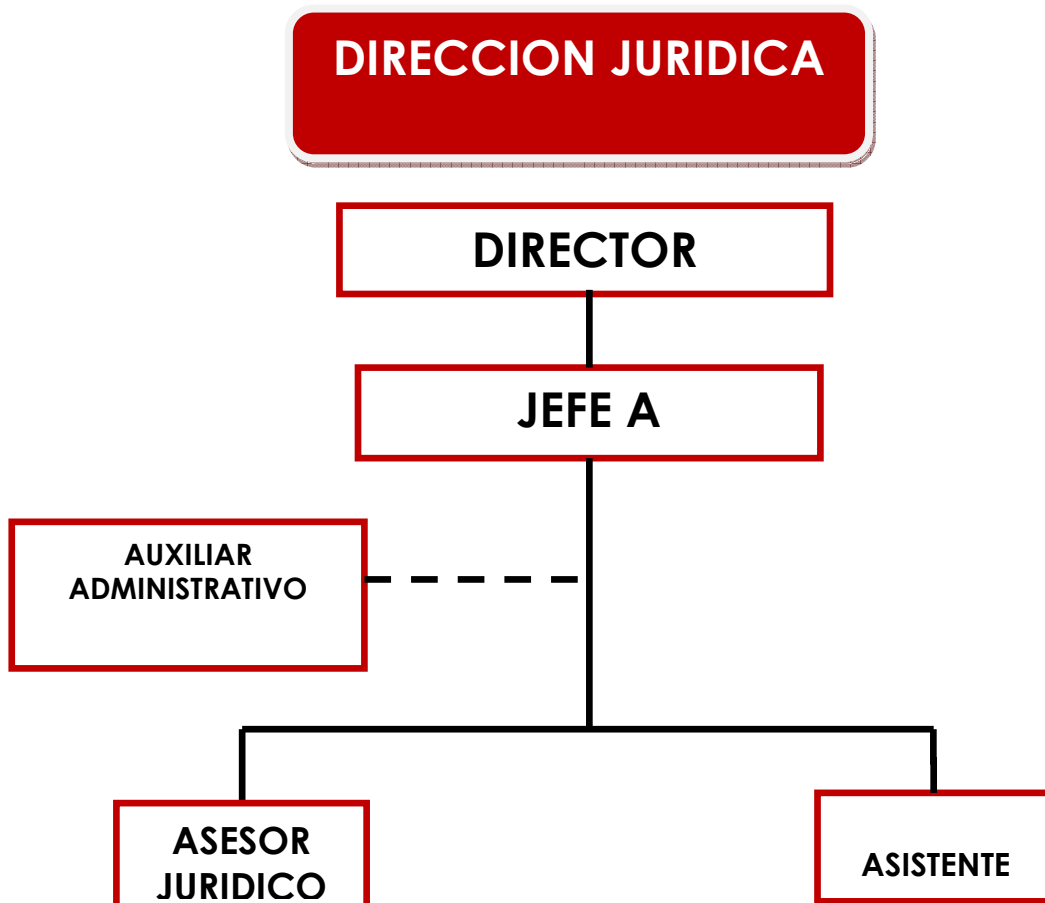 DIRECCION JURIDICA
DIRECTOR
JEFE A
AUXILIAR
ADMINISTRATIVO
ASESOR
JURIDICO
ASISTENTE